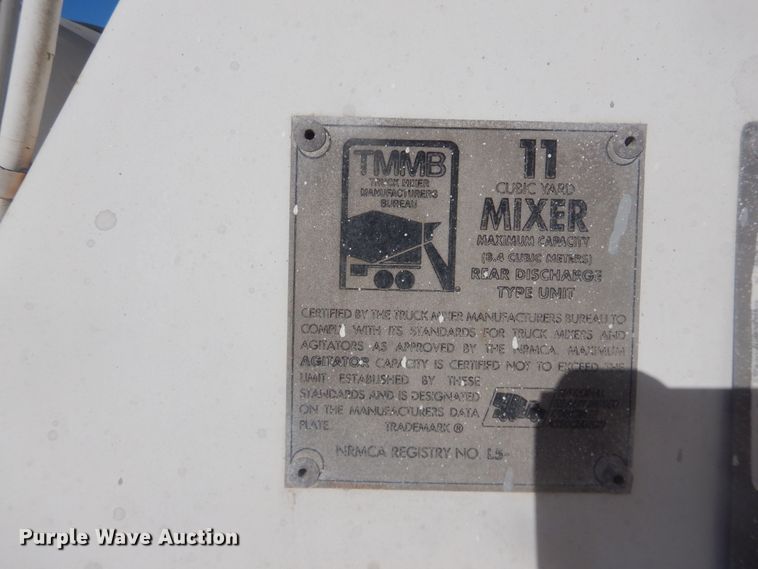 TMMB
TRUCK MIXER
MANUFACTURERS
BUREAU
11
CUBIC YARD
MIXER
MAXIMUM CAPACITY
(8.4 CUBIC METERS)
REAR DISCHARGE
TYPE UNIT
CERTIFIED BY THE TRUCK MIXER MANUFACTURERS BUREAU TO
COMPLY WITH ITS STANDARDS FOR TRUCK MIXERS AND
AGITATORS AS APPROVED BY THE NRMCA. MAXIMUM
AGITATOR CAPACITY IS CERTIFIED NOT TO EXCEED THE
LIMIT ESTABLISHED BY THESE
STANDARDS AND IS DESIGNATED
ON THE MANUFACTURERS DATA
PLATE. TRADEMARK ®
NRMCA REGISTRY NO. L5-
Purple Wave Auction